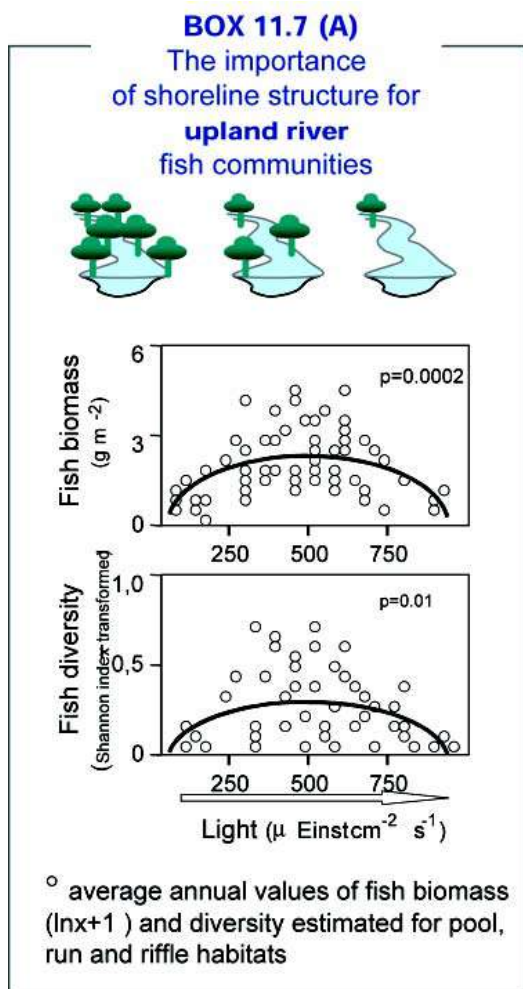 BOX 11.7 (A)
The importance
of shoreline structure for
upland river
fish communities
Fish biomass
(g m -2)
6
3
0
p=0.0002
250 500 750
Fish diversity
(Shannon index transformed)
1,0
0,5
0
p=0.01
250 500 750
Light (μ Einstcm-2 s-1)
° average annual values of fish biomass
(lnx+1 ) and diversity estimated for pool,
run and riffle habitats